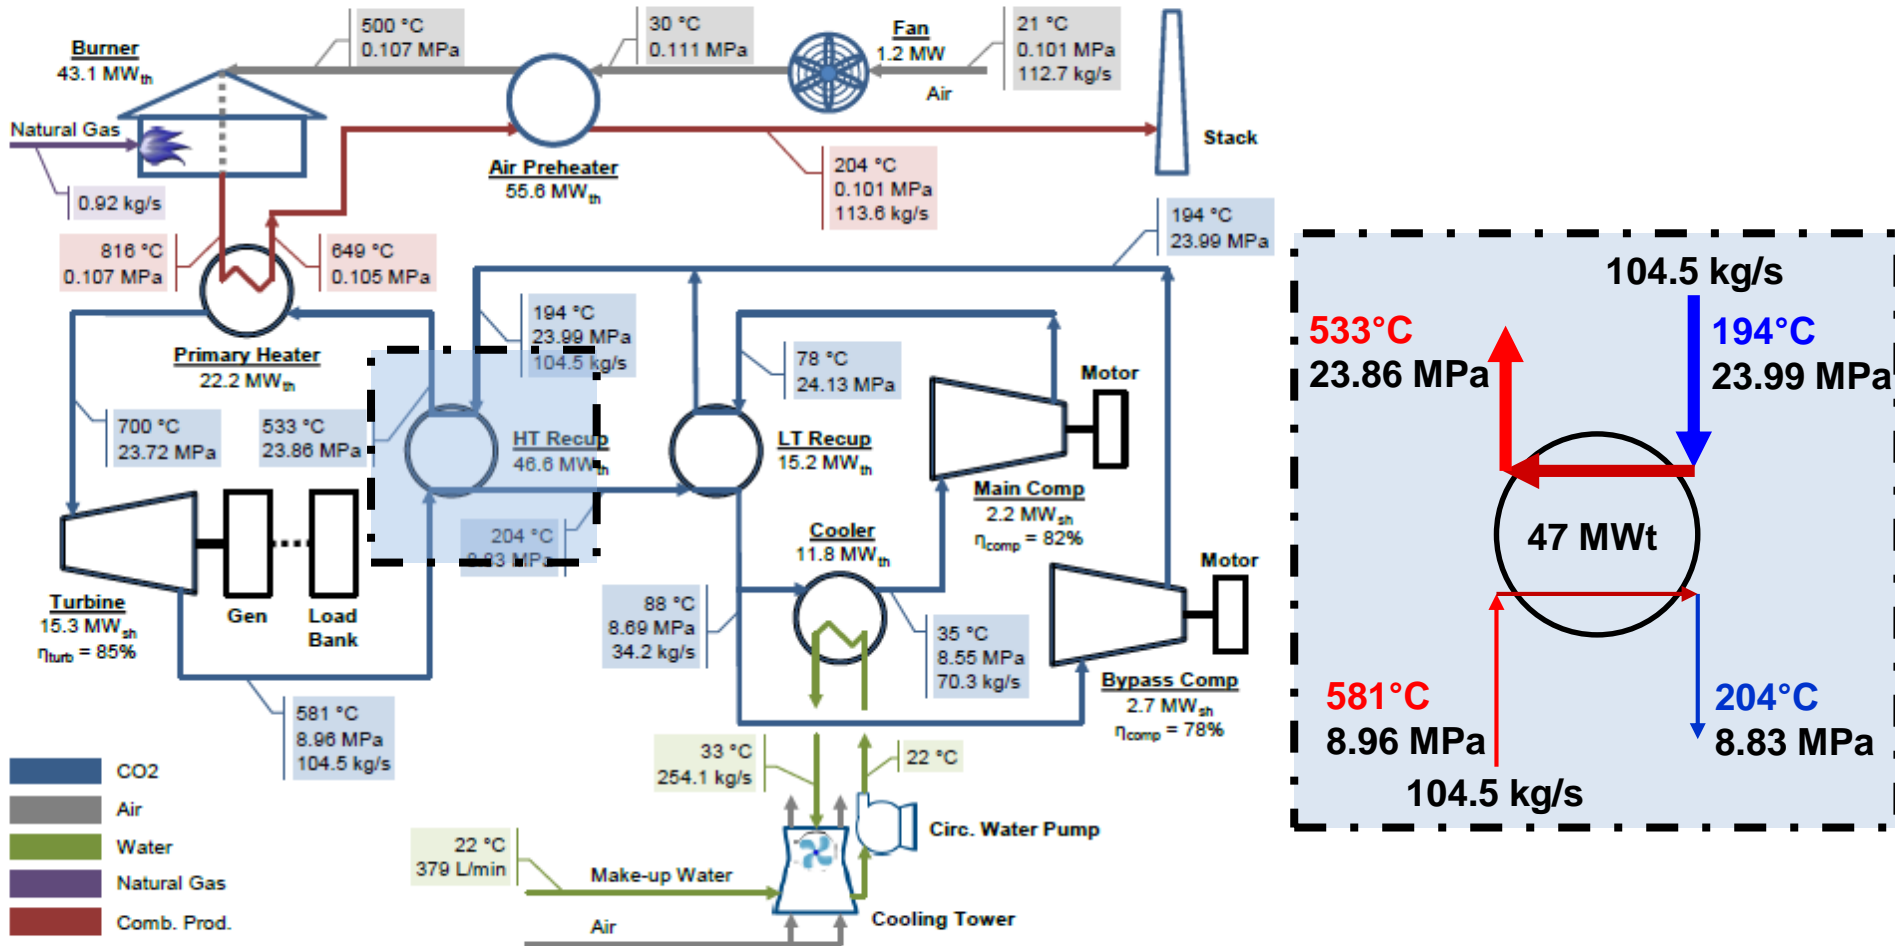 Burner
43.1 MWth
500 °C
0.107 MPa
30 °C
0.111 MPa
Fan
1.2 MW
21 °C
0.101 MPa
112.7 kg/s
Air
Natural Gas
0.92 kg/s
Air Preheater
55.6 MWth
Stack
204 °C
0.101 MPa
113.6 kg/s
816 °C
0.107 MPa
649 °C
0.105 MPa
194 °C
23.99 MPa
Primary Heater
22.2 MWth
194 °C
23.99 MPa
104.5 kg/s
78 °C
24.13 MPa
Motor
700 °C
23.72 MPa
533 °C
23.86 MPa
HT Recup
46.6 MWth
LT Recup
15.2 MWth
Main Comp
2.2 MWsh
ηcomp = 82%
204 °C
8.83 MPa
Cooler
11.8 MWth
Motor
Turbine
15.3 MWsh
ηturb = 85%
Gen
Load
Bank
88 °C
8.69 MPa
34.2 kg/s
35 °C
8.55 MPa
70.3 kg/s
Bypass Comp
2.7 MWsh
ηcomp = 78%
581 °C
8.96 MPa
104.5 kg/s
33 °C
254.1 kg/s
22 °C
CO2
Air
Water
Natural Gas
Comb. Prod.
22 °C
379 L/min
Make-up Water
Circ. Water Pump
Cooling Tower
Air
104.5 kg/s
533°C
23.86 MPa
194°C
23.99 MPa
47 MWt
581°C
8.96 MPa
204°C
8.83 MPa
104.5 kg/s